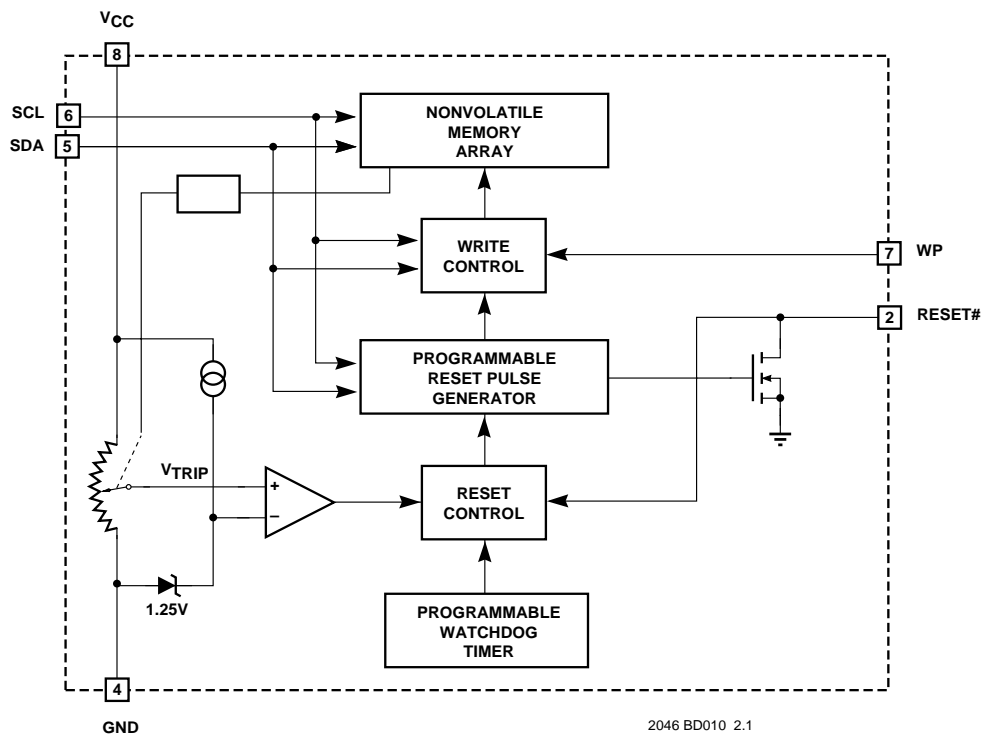 VCC
8
SCL
6
SDA
5
NONVOLATILE
MEMORY
ARRAY
WRITE
CONTROL
7
WP
2
RESET#
PROGRAMMABLE
RESET PULSE
GENERATOR
VTRIP
+
–
RESET
CONTROL
1.25V
PROGRAMMABLE
WATCHDOG
TIMER
4
GND
2046 BD010 2.1